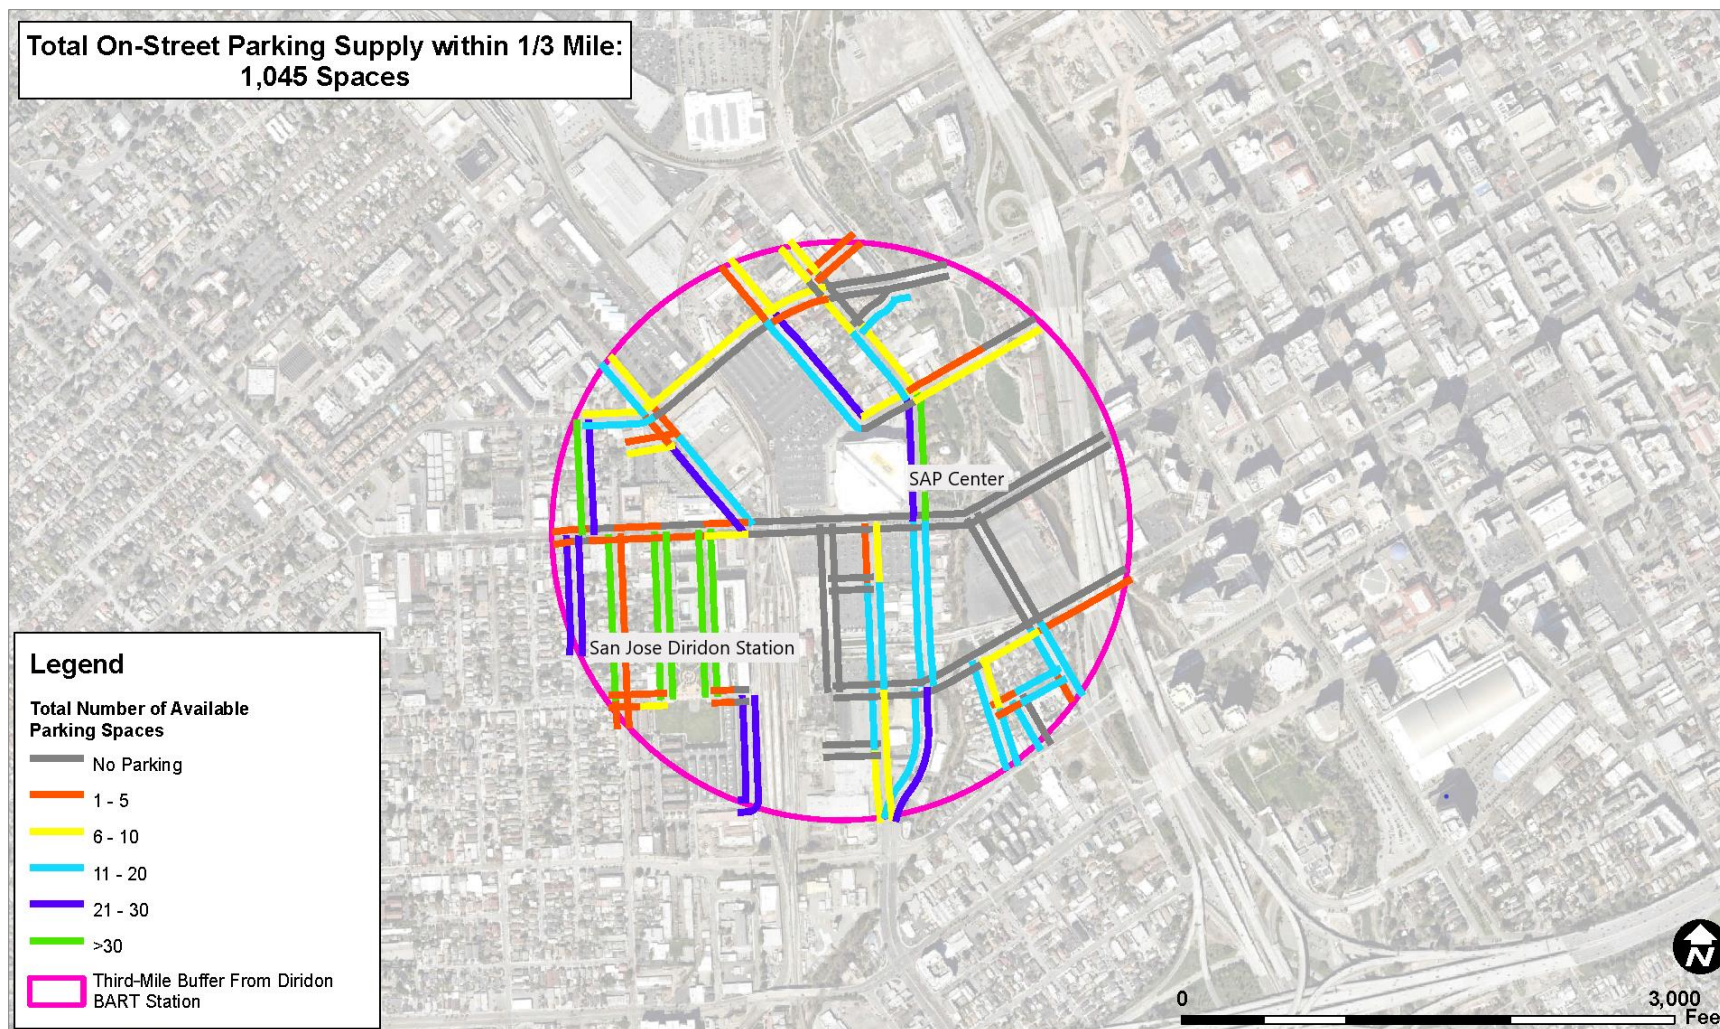 Total On-Street Parking Supply within 1/3 Mile:
1,045 Spaces
SAP Center
San Jose Diridon Station
Legend
Total Number of Available
Parking Spaces
No Parking
1 - 5
6 - 10
11 - 20
21 - 30
>30
Third-Mile Buffer From Diridon
BART Station
N
0 3,000
Fee